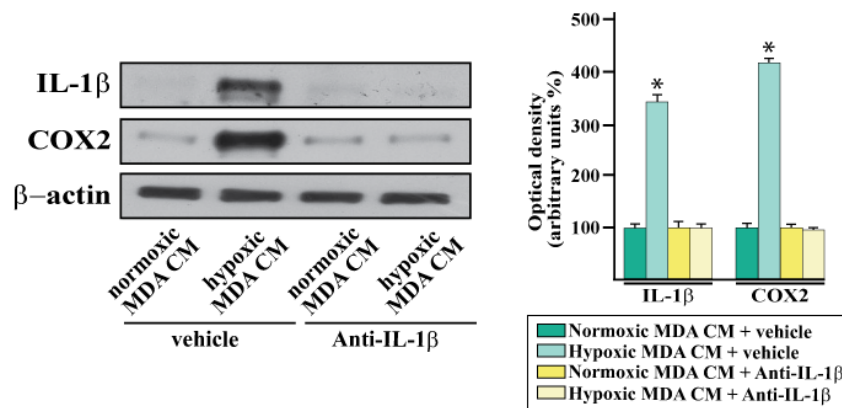 IL-1β
COX2
β–actin
normoxic
MDA CM
hypoxic
MDA CM
normoxic
MDA CM
hypoxic
MDA CM
vehicle
Anti-IL-1β
Optical density
(arbitrary units %)
500
400
300
200
100
*
*
IL-1β
COX2
Normoxic MDA CM + vehicle
Hypoxic MDA CM + vehicle
Normoxic MDA CM + Anti-IL-1β
Hypoxic MDA CM + Anti-IL-1β